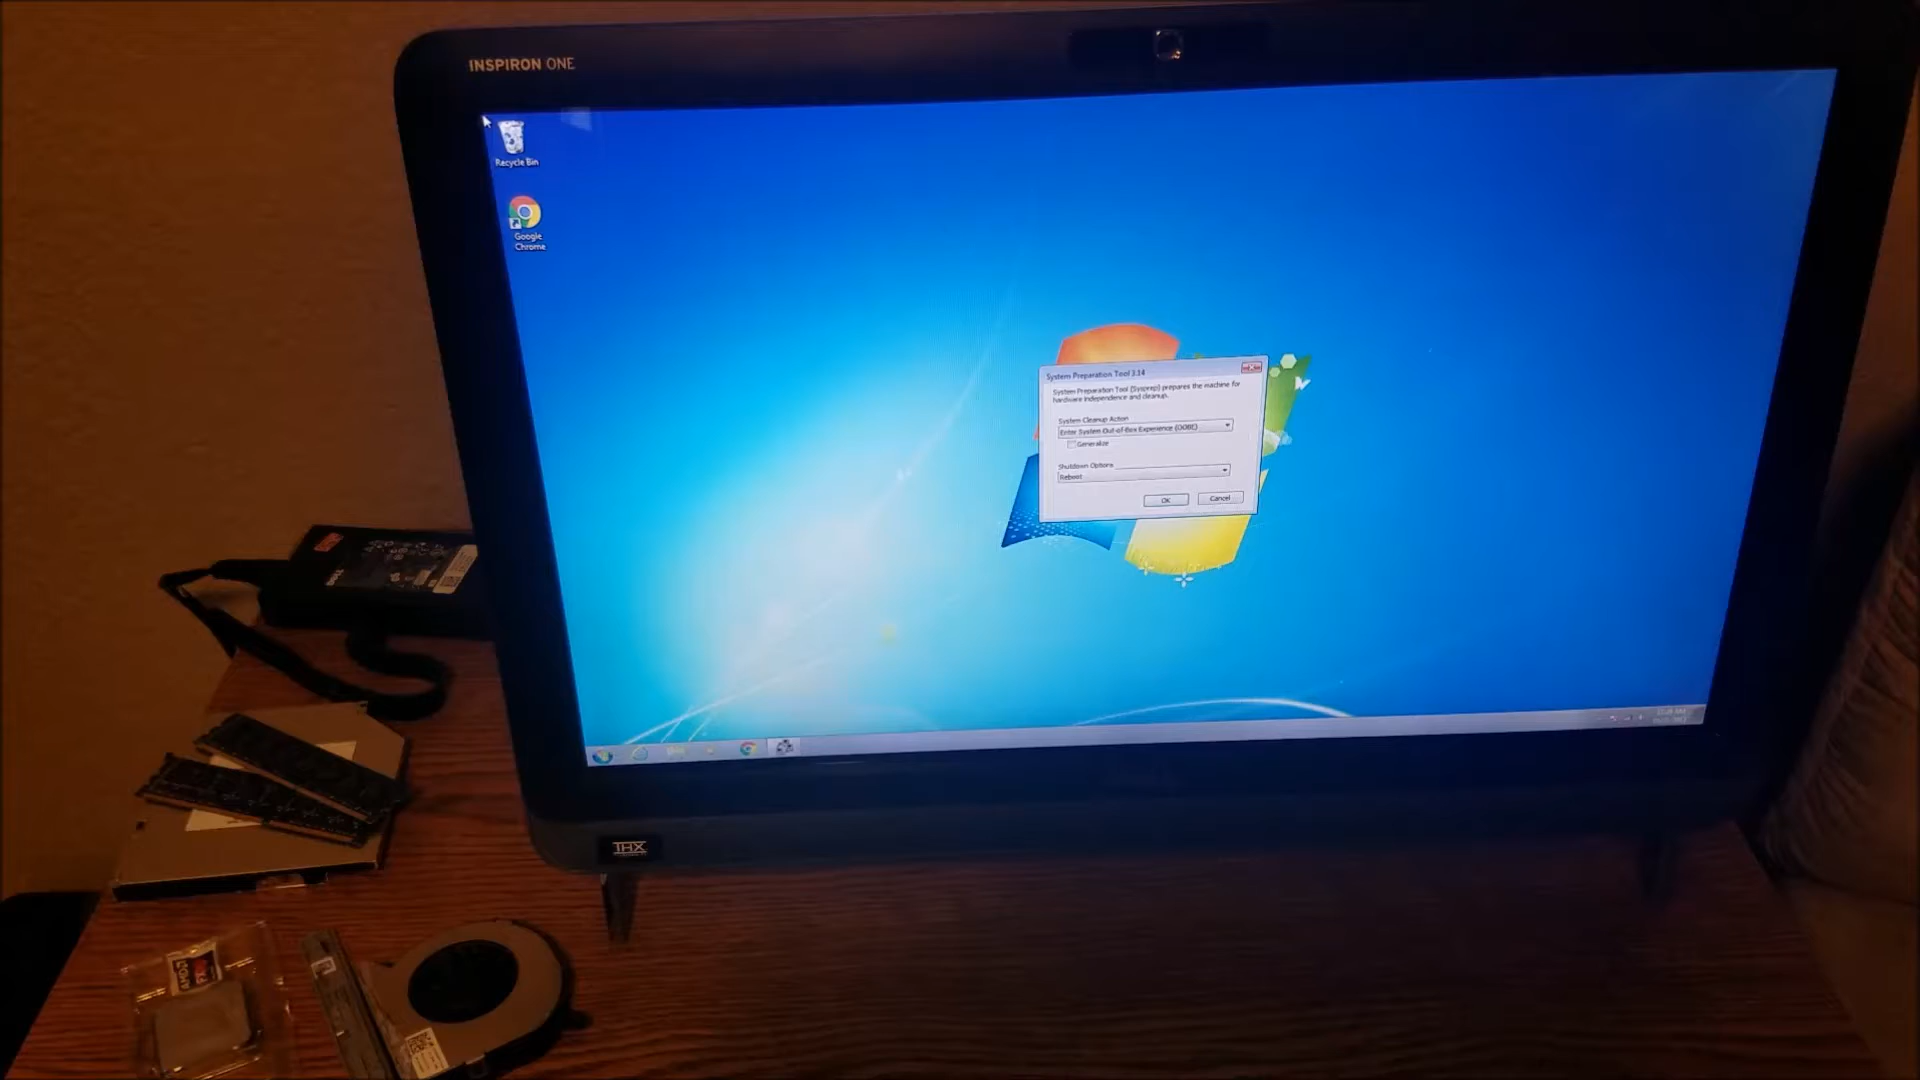 INSPIRON ONE
Recycle Bin
Google
Chrome
System Preparation Tool 3.14
System Preparation Tool (Sysprep) prepares the machine for
hardware independence and cleanup.
System Cleanup Action
Enter System Out-of-Box Experience (OOBE)
Generalize
Shutdown Options
Reboot
OK
Cancel
DELL
THX
AMD